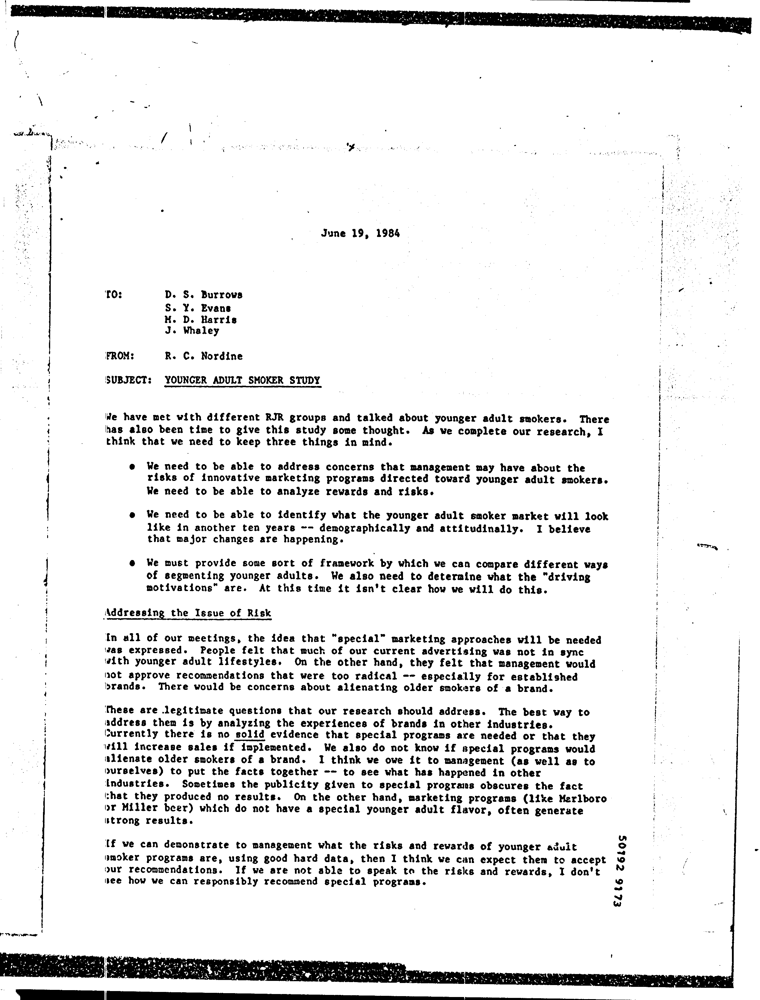 June 19, 1984
TO: D. S. Burrows
S. Y. Evans
M. D. Harris
J. Whaley
FROM: R. C. Nordine
SUBJECT: YOUNGER ADULT SMOKER STUDY
We have met with different RJR groups and talked about younger adult smokers. There
has also been time to give this study some thought. As we complete our research, I
think that we need to keep three things in mind.
• We need to be able to address concerns that management may have about the
risks of innovative marketing programs directed toward younger adult smokers.
We need to be able to analyze rewards and risks.
• We need to be able to identify what the younger adult smoker market will look
like in another ten years -- demographically and attitudinally. I believe
that major changes are happening.
• We must provide some sort of framework by which we can compare different ways
of segmenting younger adults. We also need to determine what the "driving
motivations" are. At this time it isn't clear how we will do this.
Addressing the Issue of Risk
In all of our meetings, the idea that "special" marketing approaches will be needed
was expressed. People felt that much of our current advertising was not in sync
with younger adult lifestyles. On the other hand, they felt that management would
not approve recommendations that were too radical -- especially for established
brands. There would be concerns about alienating older smokers of a brand.
These are legitimate questions that our research should address. The best way to
address them is by analyzing the experiences of brands in other industries.
Currently there is no solid evidence that special programs are needed or that they
will increase sales if implemented. We also do not know if special programs would
alienate older smokers of a brand. I think we owe it to management (as well as to
ourselves) to put the facts together -- to see what has happened in other
industries. Sometimes the publicity given to special programs obscures the fact
that they produced no results. On the other hand, marketing programs (like Marlboro
or Miller beer) which do not have a special younger adult flavor, often generate
strong results.
If we can demonstrate to management what the risks and rewards of younger adult
smoker programs are, using good hard data, then I think we can expect them to accept
our recommendations. If we are not able to speak to the risks and rewards, I don't
see how we can responsibly recommend special programs.
50192 9173